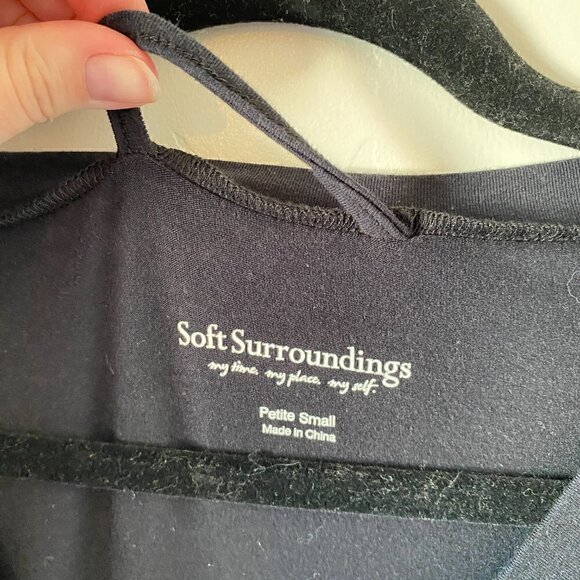 Soft Surroundings
my time. my place. my self.
Petite Small
Made in China